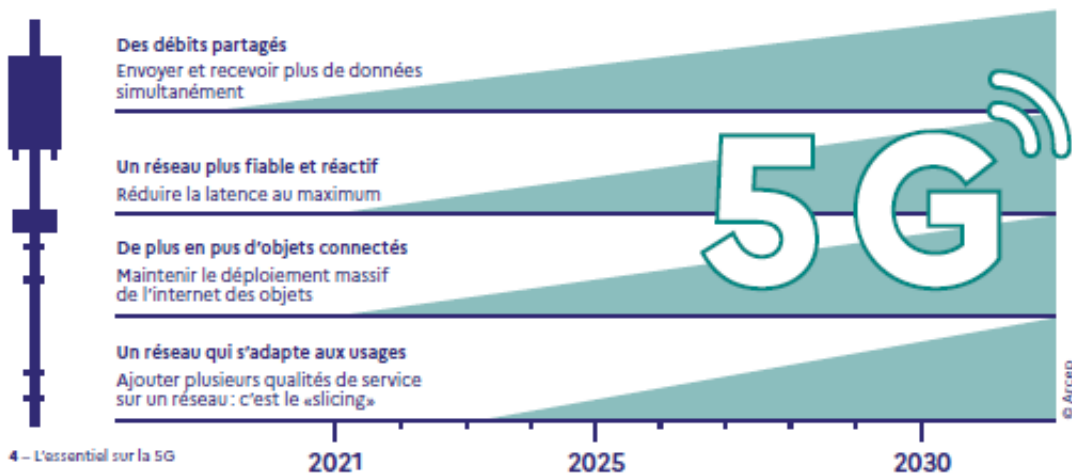 Des débits partagés
Envoyer et recevoir plus de données
simultanément
Un réseau plus fiable et réactif
Réduire la latence au maximum
De plus en pus d'objets connectés
Maintenir le déploiement massif
de l'internet des objets
Un réseau qui s'adapte aux usages
Ajouter plusieurs qualités de service
sur un réseau : c'est le «slicing»
5G
© Arcep
2021
2025
2030
4 – L'essentiel sur la 5G